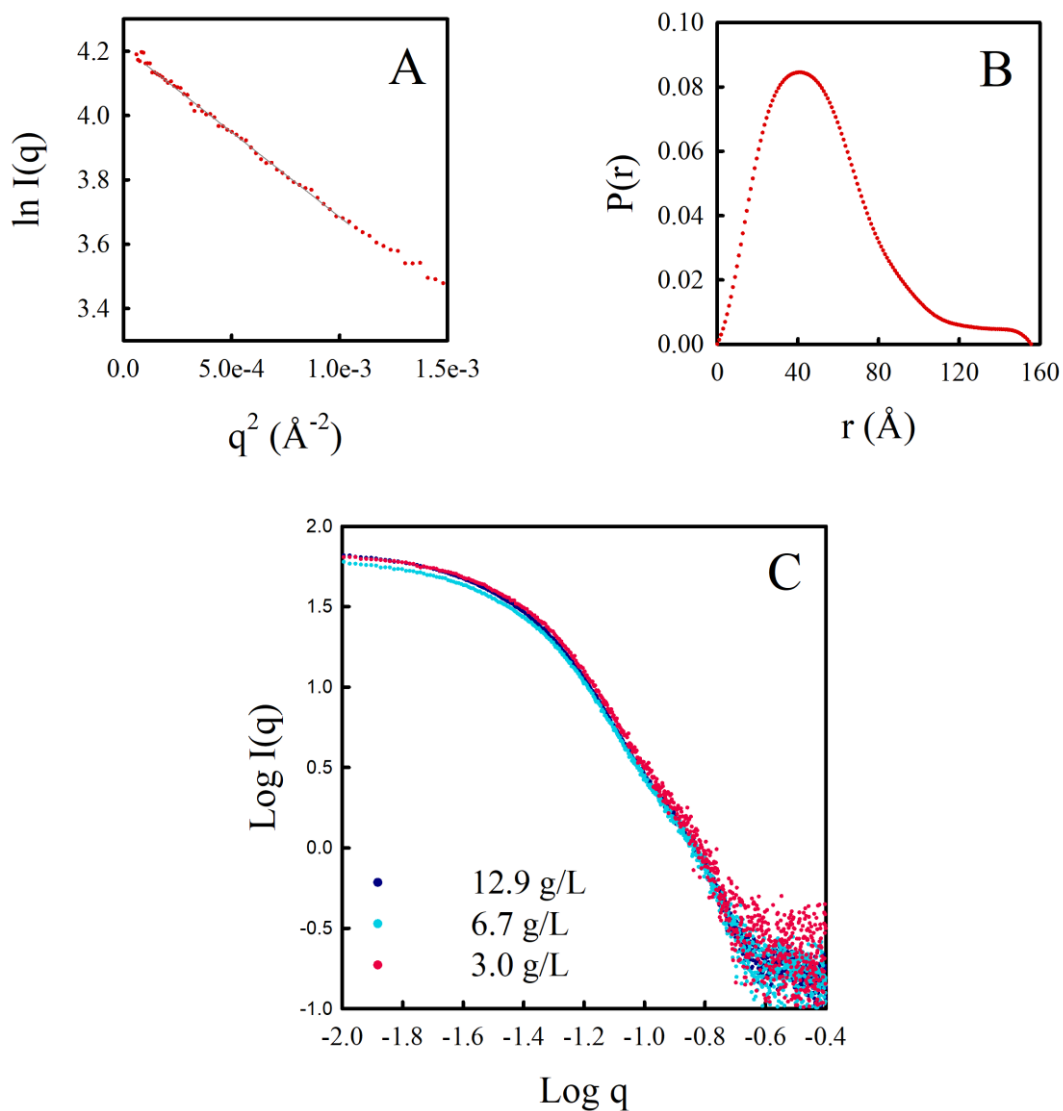 A
ln I(q)
4.2
4.0
3.8
3.6
3.4
0.0 5.0e-4 1.0e-3 1.5e-3
q² (Å⁻²)
B
P(r)
0.10
0.08
0.06
0.04
0.02
0.00
0 40 80 120 160
r (Å)
C
Log I(q)
2.0
1.5
1.0
0.5
0.0
-0.5
-1.0
12.9 g/L
6.7 g/L
3.0 g/L
-2.0 -1.8 -1.6 -1.4 -1.2 -1.0 -0.8 -0.6 -0.4
Log q